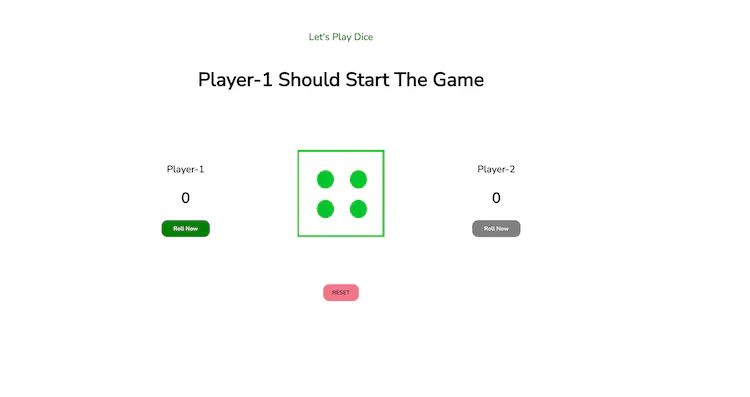 Let's Play Dice
Player-1 Should Start The Game
Player-1
0
Roll Now
Player-2
0
Roll Now
RESET